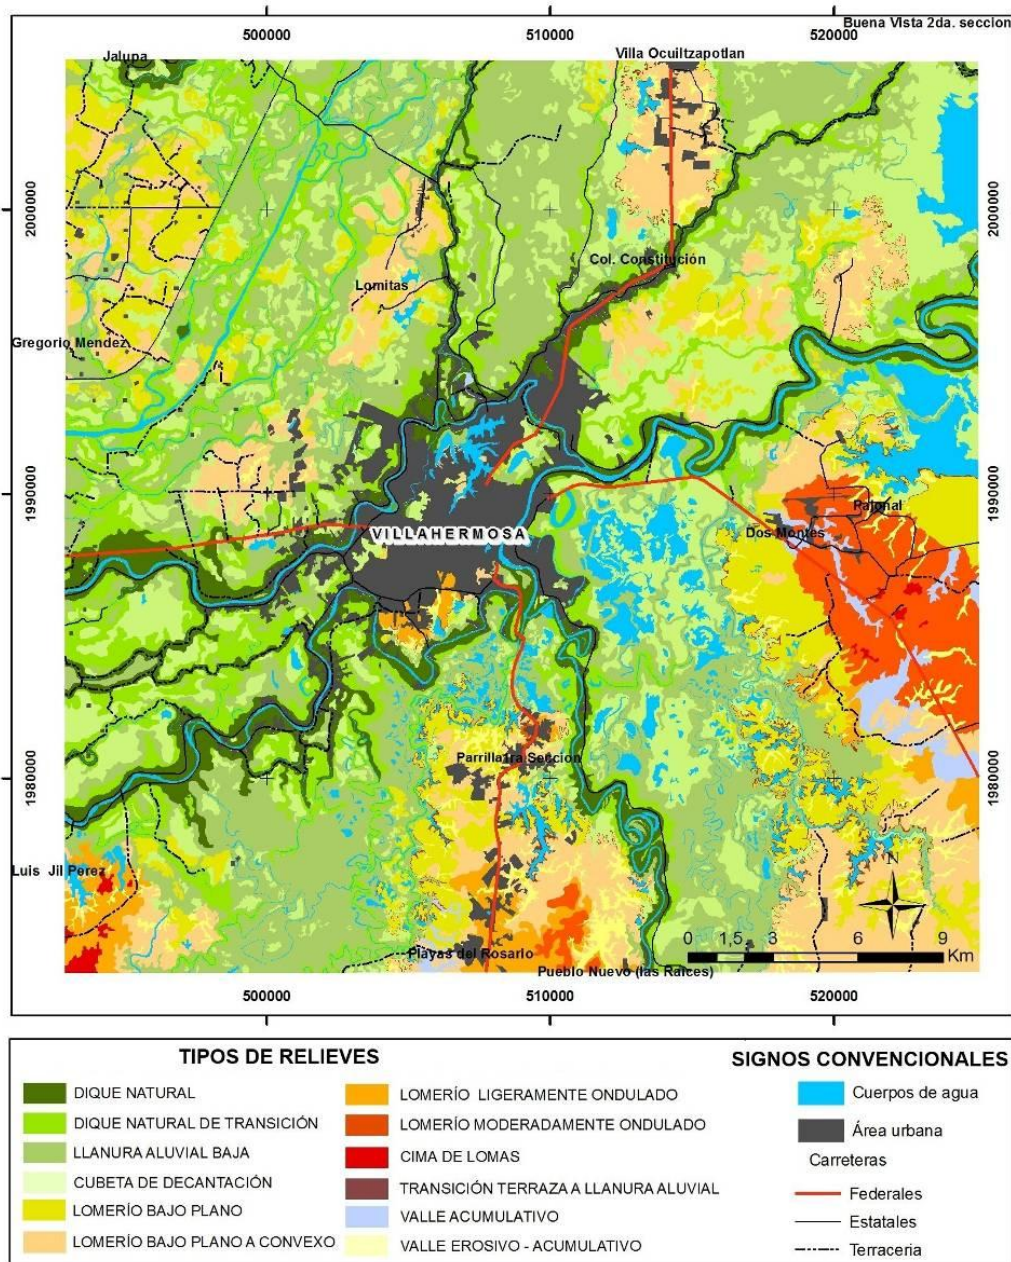 Buena Vista 2da. seccion
500000
510000
520000
Jalupa
Villa Ocuiltzapotlan
2000000
2000000
Col. Constitución
Lomitas
Gregorio Mendez
1990000
1990000
Pajonal
VILLAHERMOSA
Dos Montes
Parrilla 1ra Seccion
1980000
1980000
Luis Jil Perez
N
0 1,5 3 6 9
Km
Playas del Rosario
Pueblo Nuevo (las Raices)
500000
510000
520000
TIPOS DE RELIEVES
DIQUE NATURAL
DIQUE NATURAL DE TRANSICIÓN
LLANURA ALUVIAL BAJA
CUBETA DE DECANTACIÓN
LOMERÍO BAJO PLANO
LOMERÍO BAJO PLANO A CONVEXO
LOMERÍO LIGERAMENTE ONDULADO
LOMERÍO MODERADAMENTE ONDULADO
CIMA DE LOMAS
TRANSICIÓN TERRAZA A LLANURA ALUVIAL
VALLE ACUMULATIVO
VALLE EROSIVO - ACUMULATIVO
SIGNOS CONVENCIONALES
Cuerpos de agua
Área urbana
Carreteras
Federales
Estatales
Terraceria